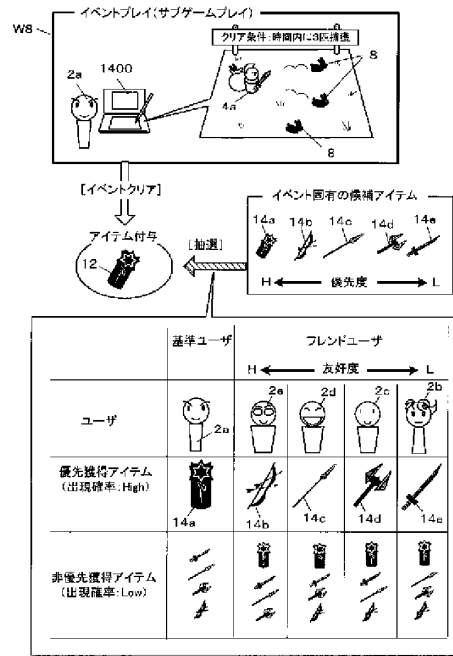 W8
イベントプレイ(サブゲームプレイ)
2a
1400
クリア条件:時間内に3匹捕獲
8
4a
8
[イベントクリア]
アイテム付与
12
[抽選]
イベント固有の候補アイテム
14a
14b
14c
14d
14e
H
優先度
L
基準ユーザ
フレンドユーザ
H
友好度
L
ユーザ
2a
2e
2d
2c
2b
優先獲得アイテム
(出現確率:High)
14a
14b
14c
14d
14e
非優先獲得アイテム
(出現確率:Low)